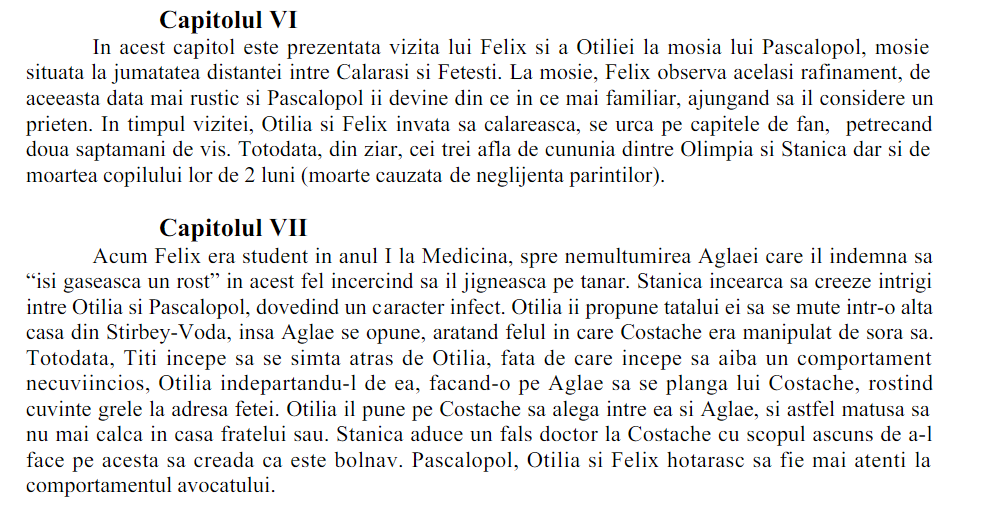 Capitolul VI
In acest capitol este prezentata vizita lui Felix si a Otiliei la mosia lui Pascalopol, mosie
situata la jumatatea distantei intre Calarasi si Fetesti. La mosie, Felix observa acelasi rafinament, de
aceeasta data mai rustic si Pascalopol ii devine din ce in ce mai familiar, ajungand sa il considere un
prieten. In timpul vizitei, Otilia si Felix invata sa calareasca, se urca pe capitele de fan, petrecand
doua saptamani de vis. Totodata, din ziar, cei trei afla de cununia dintre Olimpia si Stanica dar si de
moartea copilului lor de 2 luni (moarte cauzata de neglijenta parintilor).
Capitolul VII
Acum Felix era student in anul I la Medicina, spre nemultumirea Aglaei care il indemna sa
“isi gaseasca un rost” in acest fel incercind sa il jigneasca pe tanar. Stanica incearca sa creeze intrigi
intre Otilia si Pascalopol, dovedind un caracter infect. Otilia ii propune tatalui ei sa se mute intr-o alta
casa din Stirbey-Voda, insa Aglae se opune, aratand felul in care Costache era manipulat de sora sa.
Totodata, Titi incepe sa se simta atras de Otilia, fata de care incepe sa aiba un comportament
necuviincios, Otilia indepartandu-l de ea, facand-o pe Aglae sa se planga lui Costache, rostind
cuvinte grele la adresa fetei. Otilia il pune pe Costache sa alega intre ea si Aglae, si astfel matusa sa
nu mai calca in casa fratelui sau. Stanica aduce un fals doctor la Costache cu scopul ascuns de a-l
face pe acesta sa creada ca este bolnav. Pascalopol, Otilia si Felix hotarasc sa fie mai atenti la
comportamentul avocatului.